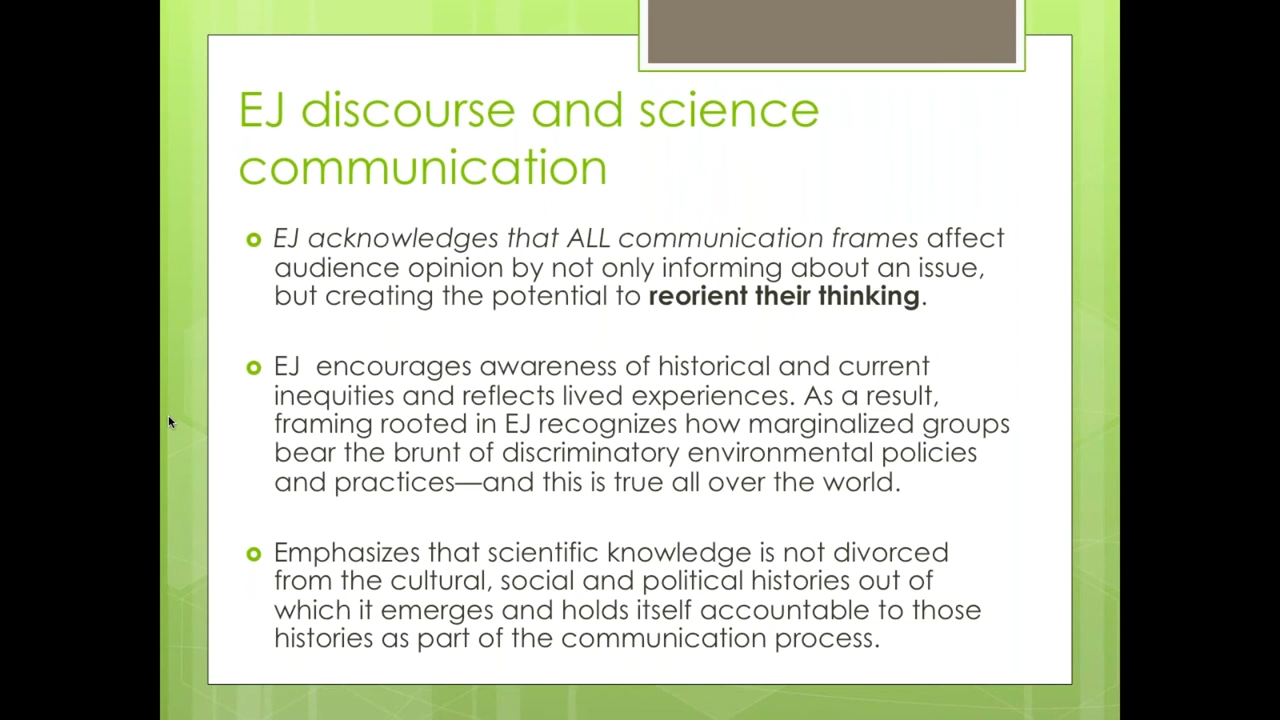 EJ discourse and science
communication
EJ acknowledges that ALL communication frames affect
audience opinion by not only informing about an issue,
but creating the potential to reorient their thinking.
EJ  encourages awareness of historical and current
inequities and reflects lived experiences. As a result,
framing rooted in EJ recognizes how marginalized groups
bear the brunt of discriminatory environmental policies
and practices—and this is true all over the world.
Emphasizes that scientific knowledge is not divorced
from the cultural, social and political histories out of
which it emerges and holds itself accountable to those
histories as part of the communication process.